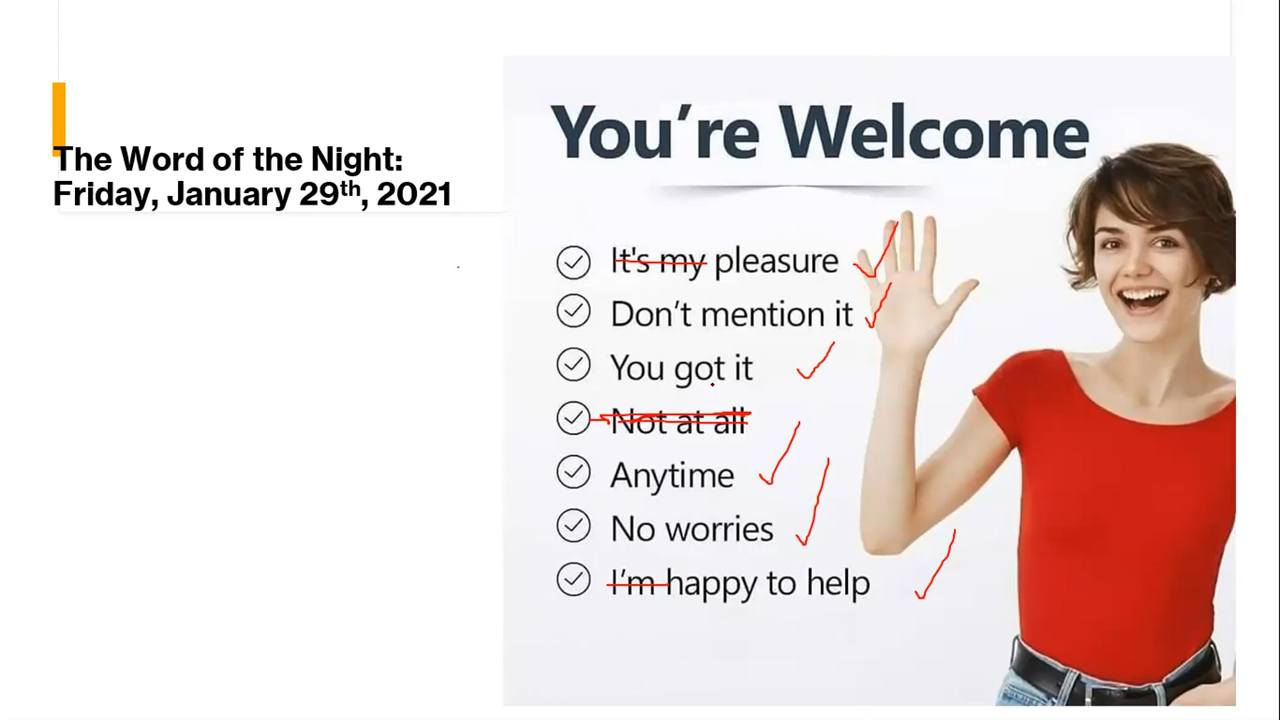 The Word of the Night:
Friday, January 29th, 2021
You're Welcome
It's my pleasure
Don't mention it
You got it
Not at all
Anytime
No worries
I'm happy to help